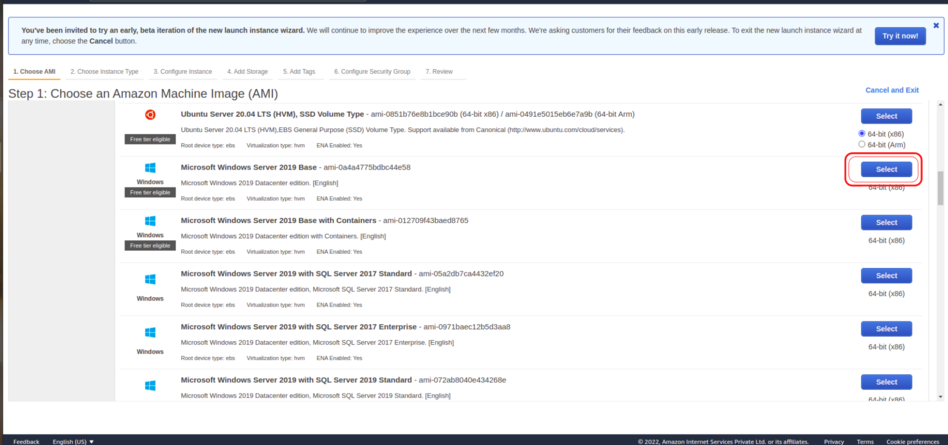 You've been invited to try an early, beta iteration of the new launch instance wizard. We will continue to improve the experience over the next few months. We're asking customers for their feedback on this early release. To exit the new launch instance wizard at
any time, choose the Cancel button.
Try it now!
1. Choose AMI 2. Choose Instance Type 3. Configure Instance 4. Add Storage 5. Add Tags 6. Configure Security Group 7. Review
Step 1: Choose an Amazon Machine Image (AMI)
Cancel and Exit
Ubuntu Server 20.04 LTS (HVM), SSD Volume Type - ami-0851b76e8b1bce90b (64-bit x86) / ami-0491e5015eb6e7a9b (64-bit Arm)
Select
Free tier eligible
Ubuntu Server 20.04 LTS (HVM),EBS General Purpose (SSD) Volume Type. Support available from Canonical (http://www.ubuntu.com/cloud/services).
64-bit (x86)
Root device type: ebs Virtualization type: hvm ENA Enabled: Yes
64-bit (Arm)
Microsoft Windows Server 2019 Base - ami-0a4a4775bdbc44e58
Select
Windows
Free tier eligible
Microsoft Windows 2019 Datacenter edition. [English]
64-bit (x86)
Root device type: ebs Virtualization type: hvm ENA Enabled: Yes
Microsoft Windows Server 2019 Base with Containers - ami-012709f43baed8765
Select
Windows
Free tier eligible
Microsoft Windows 2019 Datacenter edition with Containers. [English]
64-bit (x86)
Root device type: ebs Virtualization type: hvm ENA Enabled: Yes
Microsoft Windows Server 2019 with SQL Server 2017 Standard - ami-05a2db7ca4432ef20
Select
Windows
Microsoft Windows 2019 Datacenter edition, Microsoft SQL Server 2017 Standard. [English]
64-bit (x86)
Root device type: ebs Virtualization type: hvm ENA Enabled: Yes
Microsoft Windows Server 2019 with SQL Server 2017 Enterprise - ami-0971baec12b5d3aa8
Select
Windows
Microsoft Windows 2019 Datacenter edition, Microsoft SQL Server 2017 Enterprise. [English]
64-bit (x86)
Root device type: ebs Virtualization type: hvm ENA Enabled: Yes
Microsoft Windows Server 2019 with SQL Server 2019 Standard - ami-072ab8040e434268e
Select
Microsoft Windows 2019 Datacenter edition, Microsoft SQL Server 2019 Standard. [English]
64-bit (x86)
Feedback English (US) © 2022, Amazon Internet Services Private Ltd. or its affiliates. Privacy Terms Cookie preferences